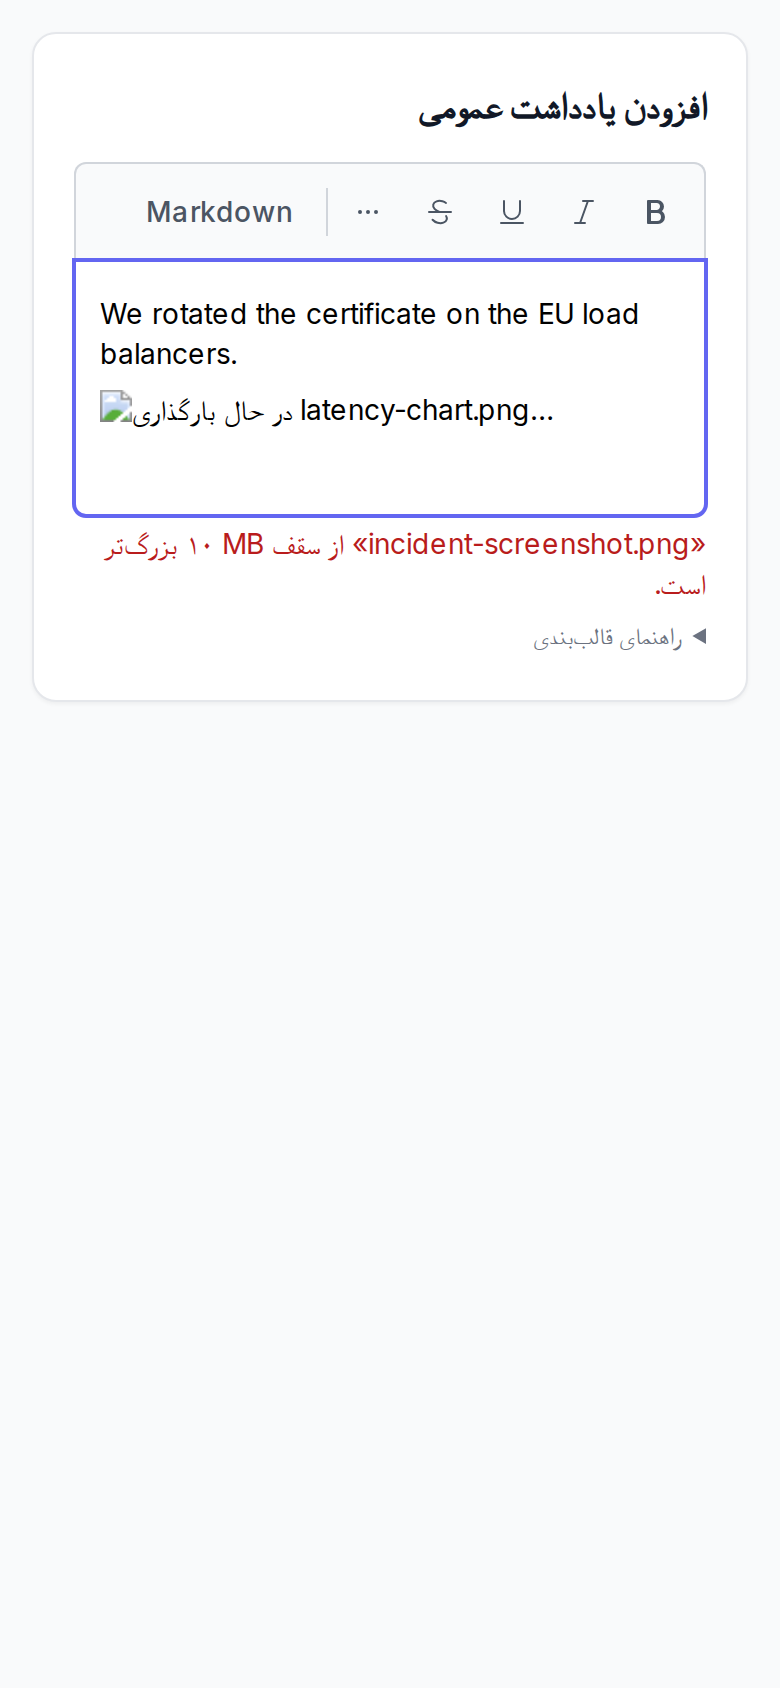 افزودن یادداشت عمومی
B I U S ... Markdown
We rotated the certificate on the EU load
balancers.
در حال بارگذاری latency-chart.png...
«incident-screenshot.png» از سقف ۱۰ MB بزرگ‌تر
است.
راهنمای قالب‌بندی